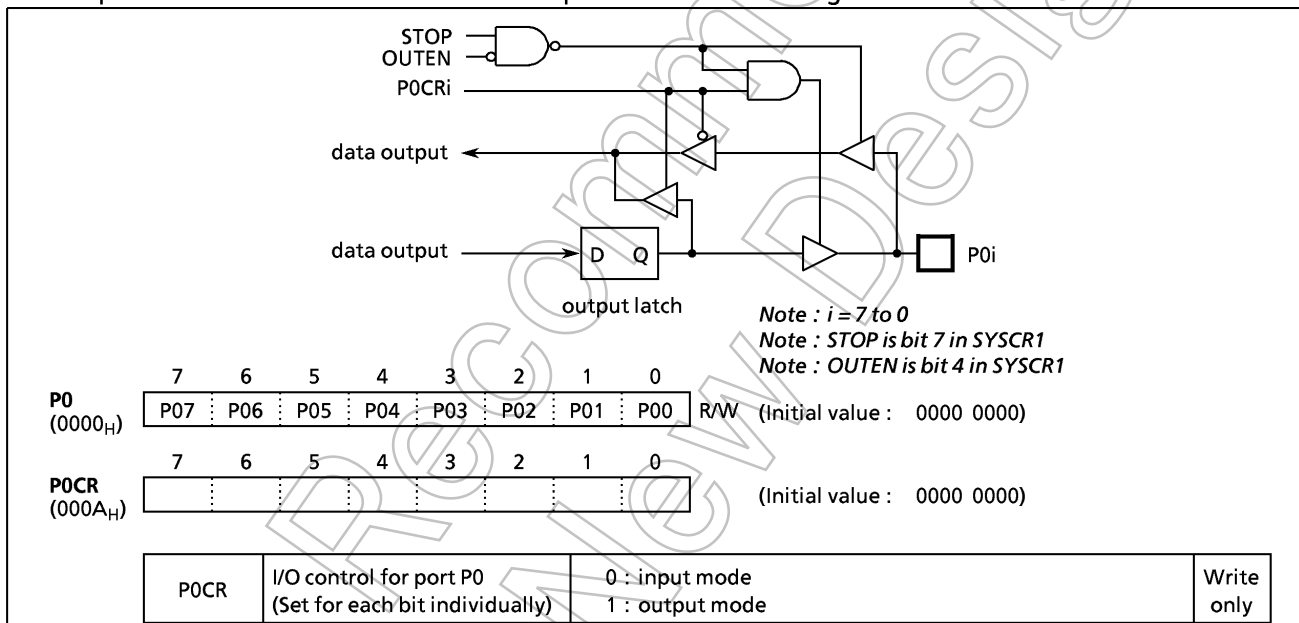 STOP
OUTEN
P0CRi
data output
data output
D Q
P0i
output latch
Note : i = 7 to 0
Note : STOP is bit 7 in SYSCR1
Note : OUTEN is bit 4 in SYSCR1
7 6 5 4 3 2 1 0
P0 (0000H)
P07 P06 P05 P04 P03 P02 P01 P00 R/W (Initial value : 0000 0000)
7 6 5 4 3 2 1 0
P0CR (000AH)
(Initial value : 0000 0000)
P0CR
I/O control for port P0
(Set for each bit individually)
0 : input mode
1 : output mode
Write
only
Recomme
New Desig